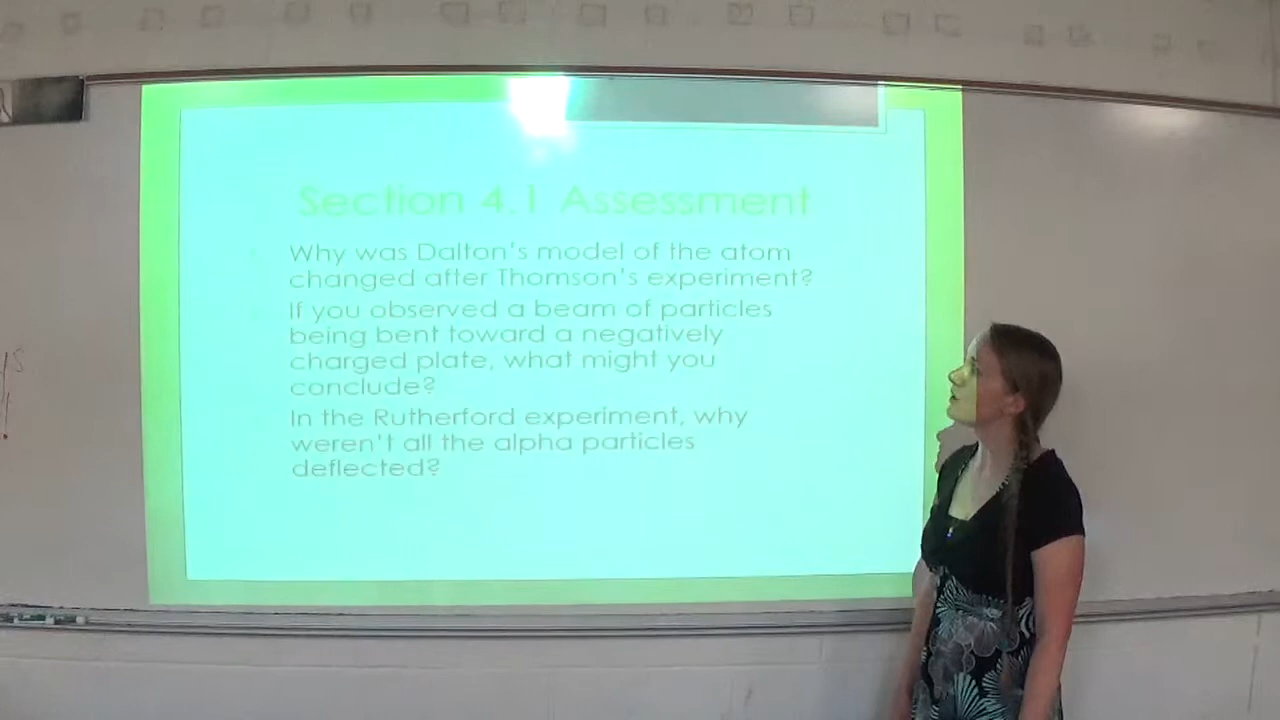 Section 4.1 Assessment
Why was Dalton's model of the atom
changed after Thomson's experiment?
If you observed a beam of particles
being bent toward a negatively
charged plate, what might you
conclude?
In the Rutherford experiment, why
weren't all the alpha particles
deflected?